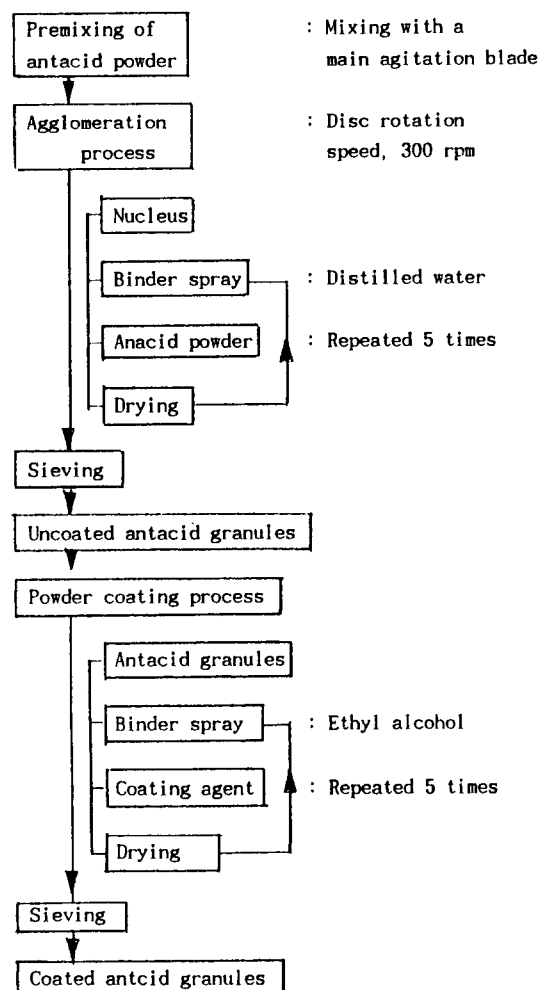 Premixing of : Mixing with a
antacid powder main agitation blade
Agglomeration : Disc rotation
process speed, 300 rpm
Nucleus
Binder spray : Distilled water
Anacid powder : Repeated 5 times
Drying
Sieving
Uncoated antacid granules
Powder coating process
Antacid granules
Binder spray : Ethyl alcohol
Coating agent : Repeated 5 times
Drying
Sieving
Coated antcid granules